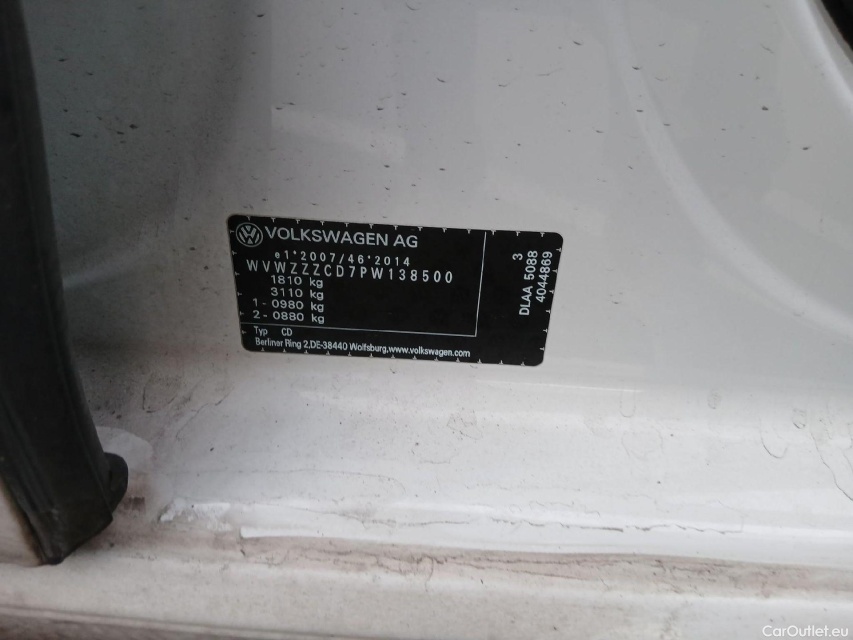 VOLKSWAGEN AG
e1*2007/46*2014
WVWZZZCD7PW138500
1810 kg
3110 kg
1 - 0980 kg
2 - 0880 kg
Typ CD
Berliner Ring 2,DE-38440 Wolfsburg,www.volkswagen.com
3
DLAA 5088
4044869
CarOutlet.eu